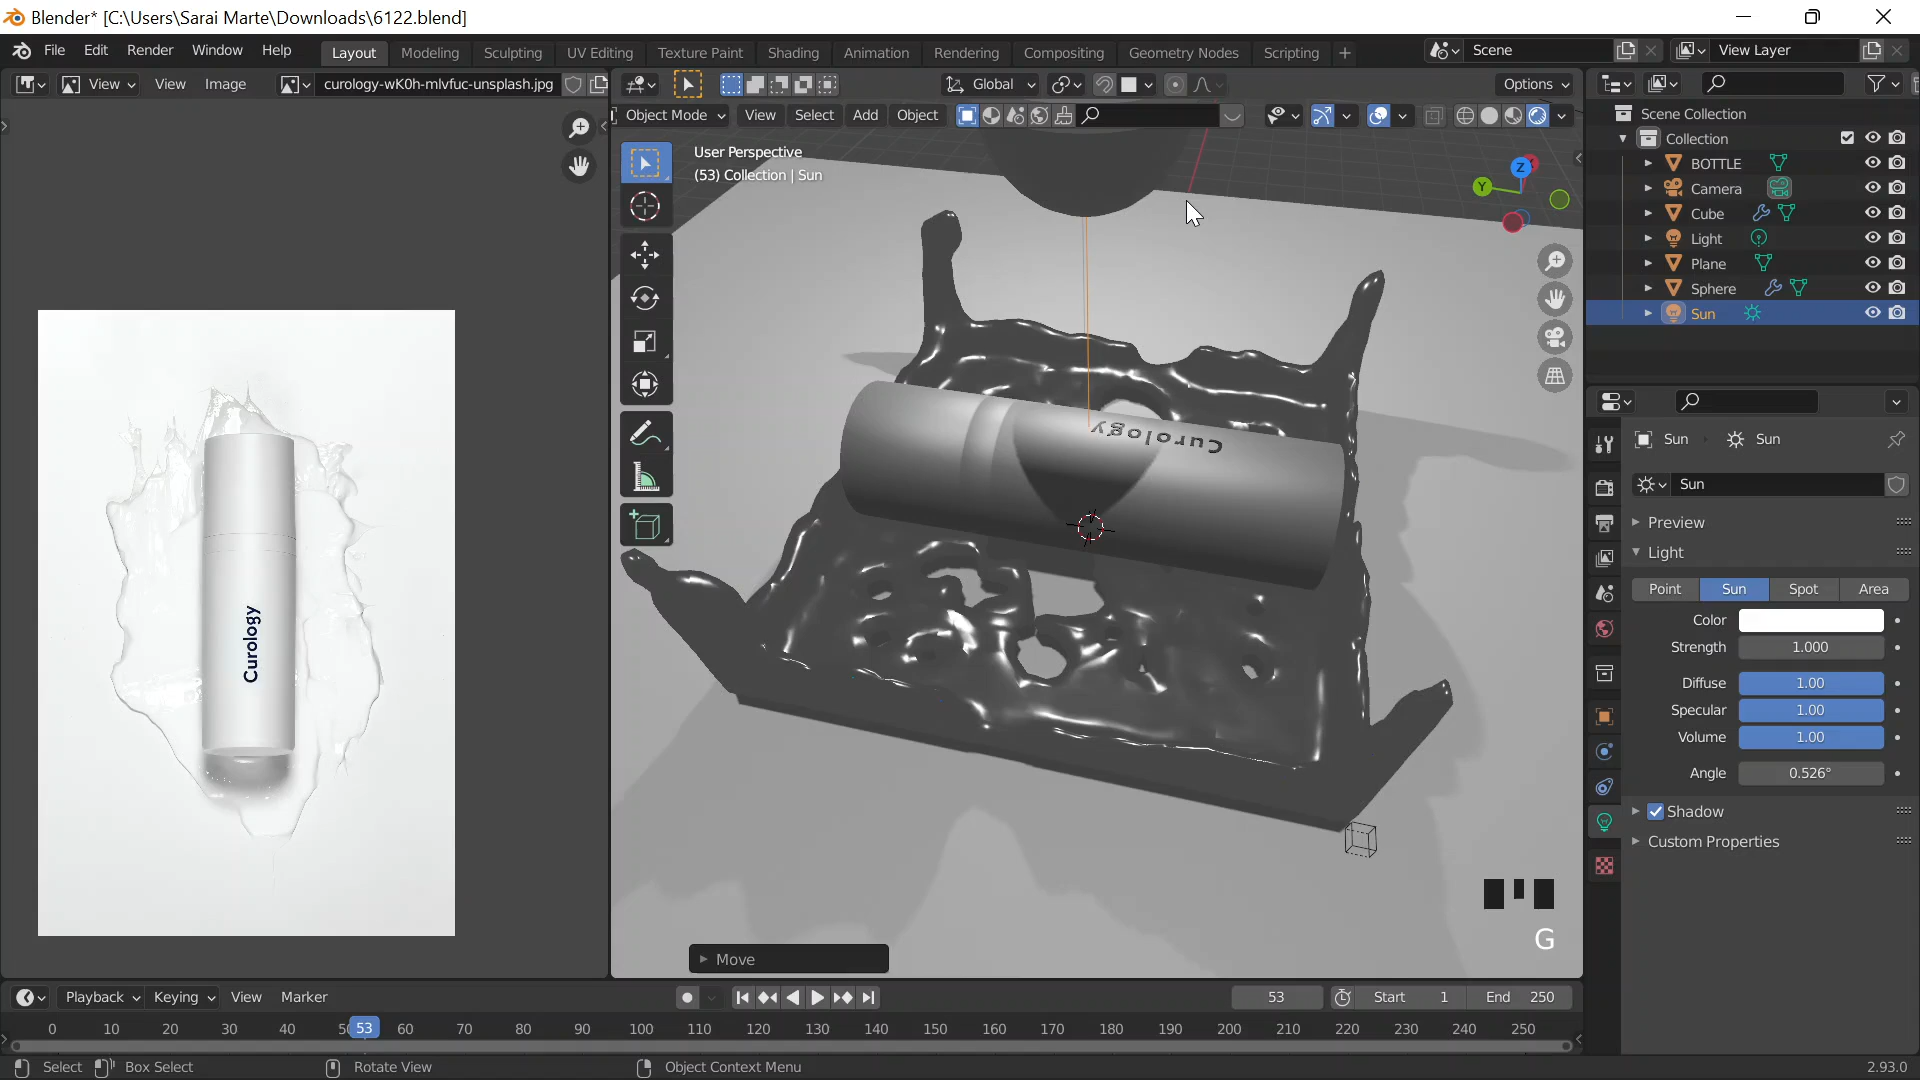 Blender* [C:\Users\Sarai Marte\Downloads\6122.blend]
File Edit Render Window Help Layout Modeling Sculpting UV Editing Texture Paint Shading Animation Rendering Compositing Geometry Nodes Scripting + Scene View Layer
View View Image curology-wK0h-mlvfuc-unsplash.jpg Global Options
Object Mode View Select Add Object
User Perspective
(53) Collection | Sun
Scene Collection
Collection
BOTTLE
Camera
Cube
Light
Plane
Sphere
Sun
Z
Y
Curology
Curology
Sun Sun
Sun
Preview
Light
Point Sun Spot Area
Color
Strength 1.000
Diffuse 1.00
Specular 1.00
Volume 1.00
Angle 0.526°
Shadow
Custom Properties
G
Move
Playback Keying View Marker 53 Start 1 End 250
0 10 20 30 40 53 60 70 80 90 100 110 120 130 140 150 160 170 180 190 200 210 220 230 240 250
Select Box Select Rotate View Object Context Menu 2.93.0